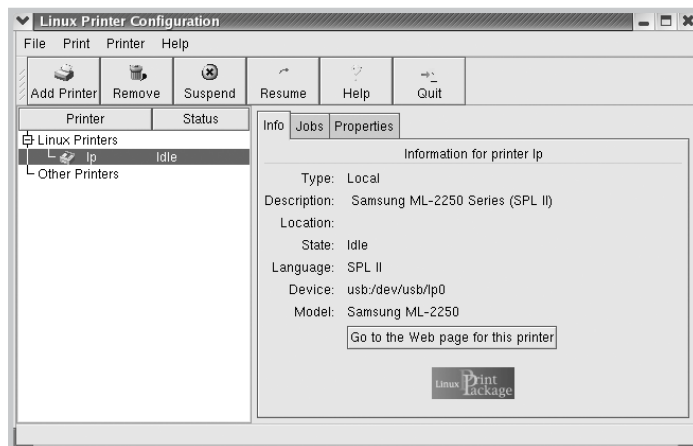 Linux Printer Configuration
File Print Printer Help
Add Printer Remove Suspend Resume Help Quit
Printer Status
Linux Printers
lp Idle
Other Printers
Info Jobs Properties
Information for printer lp
Type: Local
Description: Samsung ML-2250 Series (SPL II)
Location:
State: Idle
Language: SPL II
Device: usb:/dev/usb/lp0
Model: Samsung ML-2250
Go to the Web page for this printer
Linux Print Package